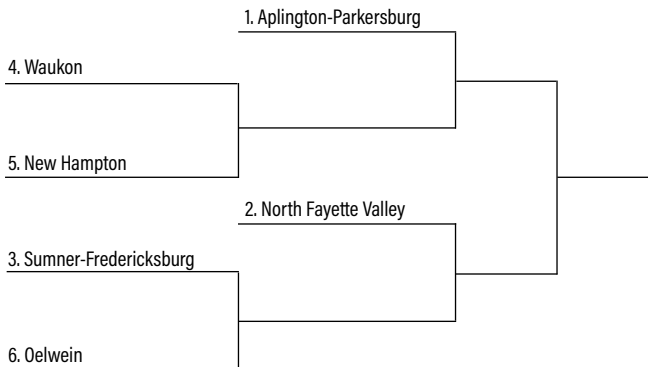 1. Aplington-Parkersburg
4. Waukon
5. New Hampton
2. North Fayette Valley
3. Sumner-Fredericksburg
6. Oelwein